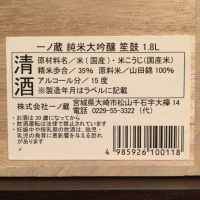 一ノ蔵 純米大吟醸 笙鼓 1.8L
清酒
原材料名／米(国産)・米こうじ(国産米)
精米歩合／35% 原料米／山田錦100%
アルコール分／15度
※製造年月はラベルに記載
株式会社一ノ蔵
宮城県大崎市松山千石字大欅14
電話 0229-55-3322(代)
・お酒は20歳になってから
・飲酒運転は法律で禁止されています
・妊娠中や授乳期の飲酒は、胎児・
乳児の発育に悪影響を与える恐れ
があります
4 985926 100118